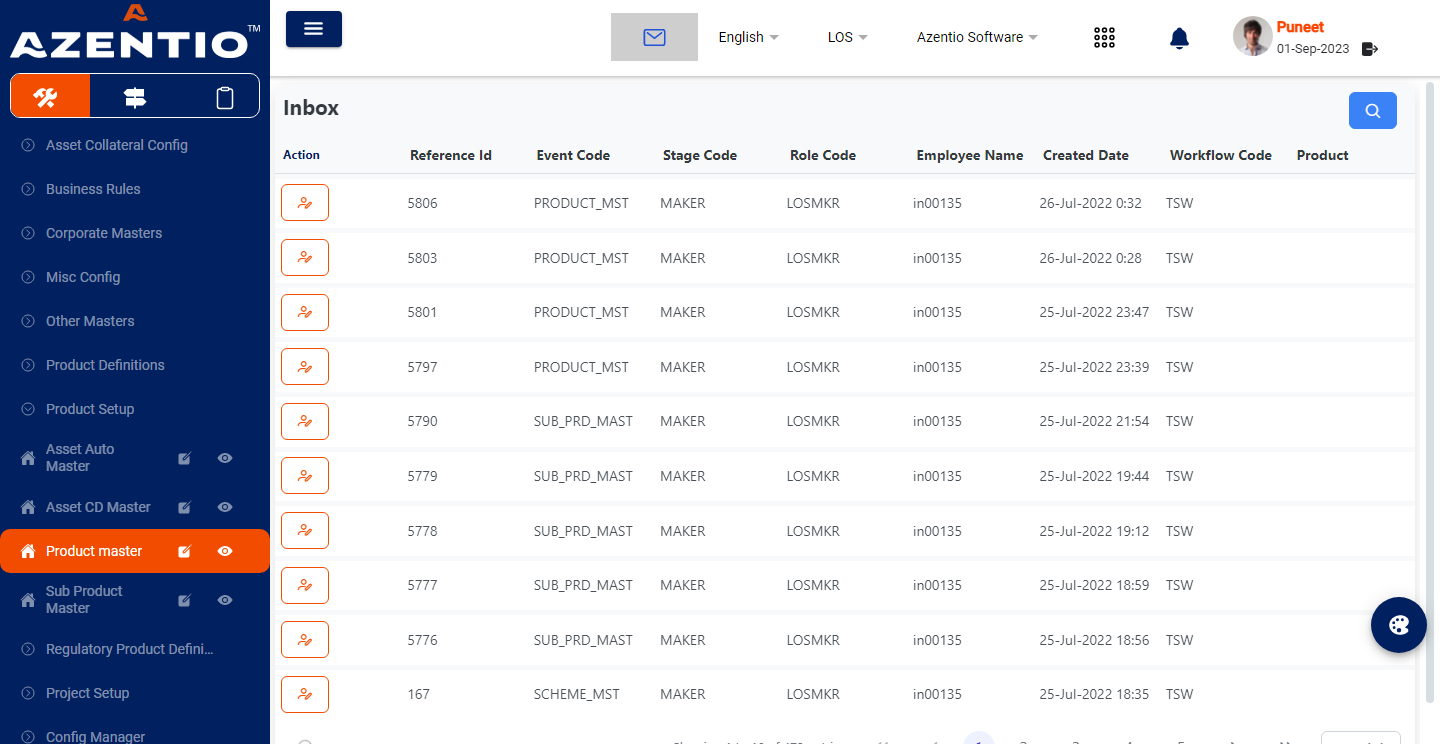 AZENTIO™
English
LOS
Azentio Software
Puneet
01-Sep-2023
Asset Collateral Config
Business Rules
Corporate Masters
Misc Config
Other Masters
Product Definitions
Product Setup
Asset Auto
Master
Asset CD Master
Product master
Sub Product
Master
Regulatory Product Defini...
Project Setup
Config Manager
Inbox
Action Reference Id Event Code Stage Code Role Code Employee Name Created Date Workflow Code Product
5806 PRODUCT_MST MAKER LOSMKR in00135 26-Jul-2022 0:32 TSW
5803 PRODUCT_MST MAKER LOSMKR in00135 26-Jul-2022 0:28 TSW
5801 PRODUCT_MST MAKER LOSMKR in00135 25-Jul-2022 23:47 TSW
5797 PRODUCT_MST MAKER LOSMKR in00135 25-Jul-2022 23:39 TSW
5790 SUB_PRD_MAST MAKER LOSMKR in00135 25-Jul-2022 21:54 TSW
5779 SUB_PRD_MAST MAKER LOSMKR in00135 25-Jul-2022 19:44 TSW
5778 SUB_PRD_MAST MAKER LOSMKR in00135 25-Jul-2022 19:12 TSW
5777 SUB_PRD_MAST MAKER LOSMKR in00135 25-Jul-2022 18:59 TSW
5776 SUB_PRD_MAST MAKER LOSMKR in00135 25-Jul-2022 18:56 TSW
167 SCHEME_MST MAKER LOSMKR in00135 25-Jul-2022 18:35 TSW